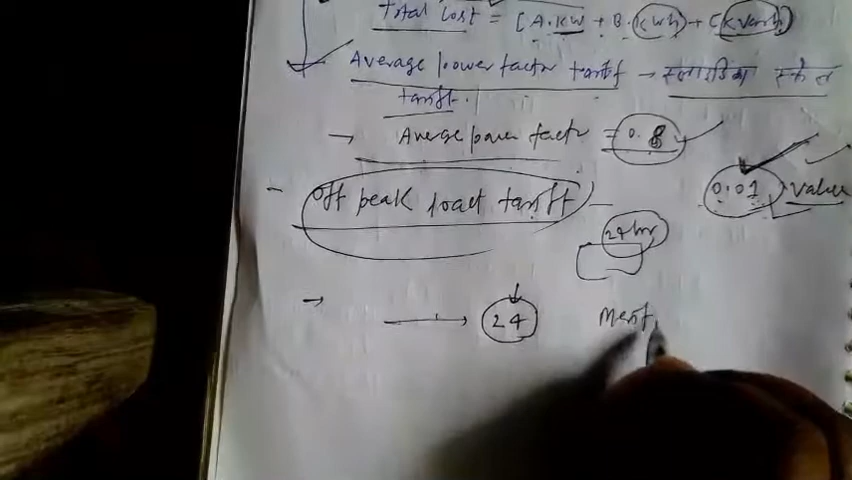 Total Cost = [A.kw + B.(kwh) + C(kvarh)]
Average power factor tariff →
tariff.
→ Average power factor = 0.8
0.01 value
- Off peak load tariff -
24hr
→
→ 24